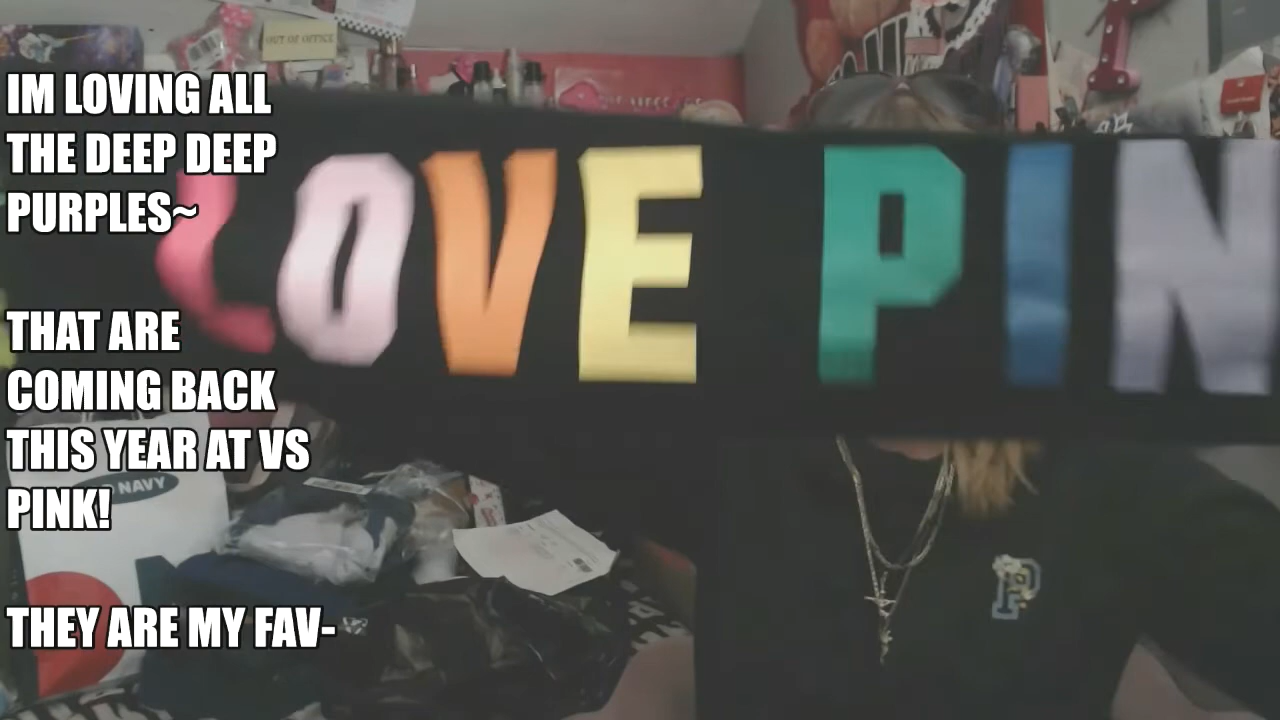 OUT OF OFFICE
IM LOVING ALL
THE DEEP DEEP
PURPLES~
THAT ARE
COMING BACK
THIS YEAR AT VS
PINK!
THEY ARE MY FAV-
LOVE PIN
NAVY
P